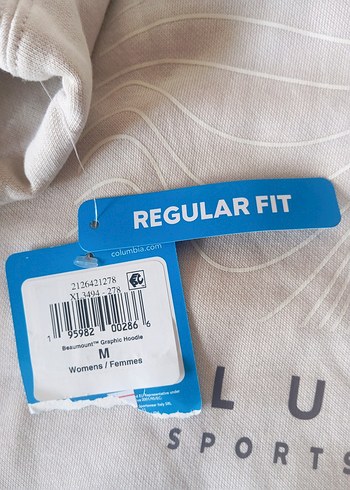 REGULAR FIT
columbia.com
2126421278
XL3494 - 278
1 95982 00286 6
Beaumount™ Graphic Hoodie
M
Womens / Femmes
LU
SPORTS